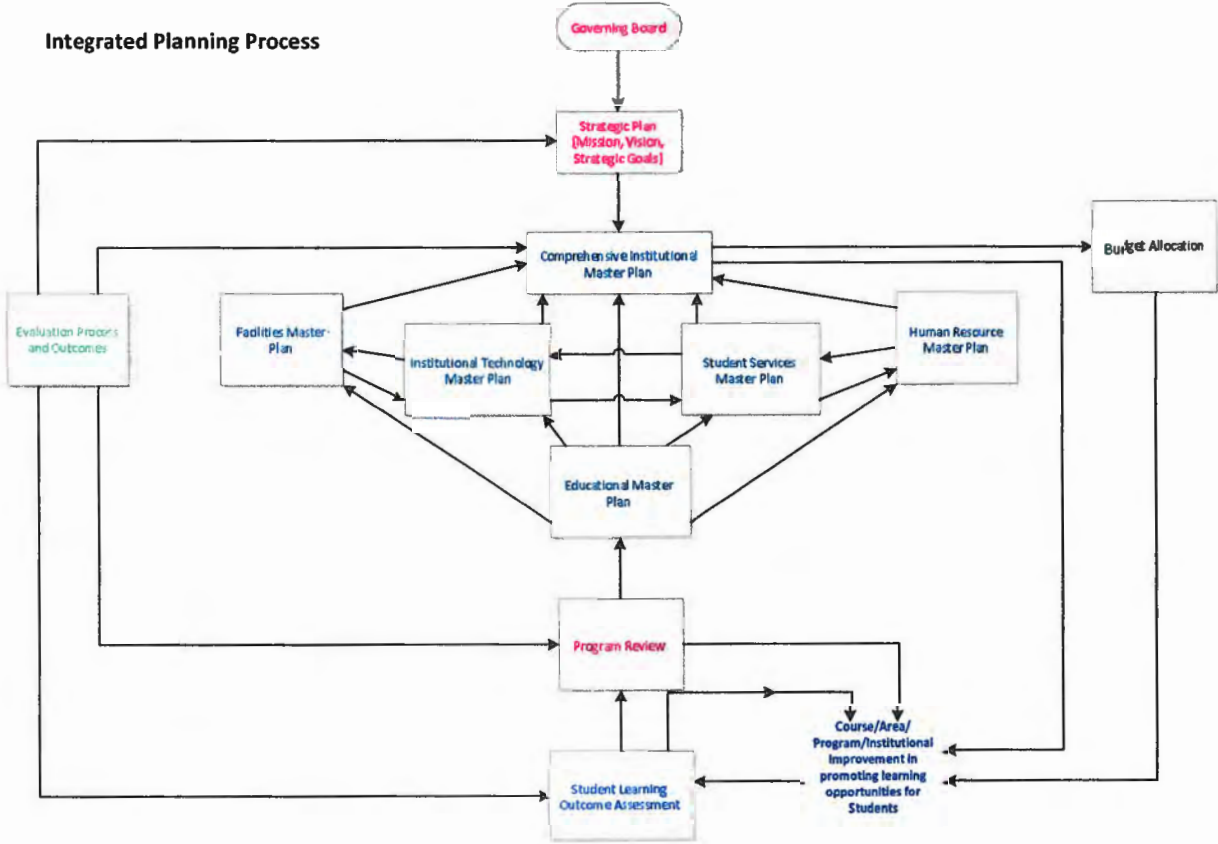 Integrated Planning Process
Governing Board
Strategic Plan
(Mission, Vision,
Strategic Goals)
Comprehensive Institutional
Master Plan
Budget Allocation
Evaluation Process
and Outcomes
Facilities Master
Plan
Institutional Technology
Master Plan
Student Services
Master Plan
Human Resource
Master Plan
Educational Master
Plan
Program Review
Course/Area/
Program/Institutional
Improvement in
promoting learning
opportunities for
Students
Student Learning
Outcome Assessment